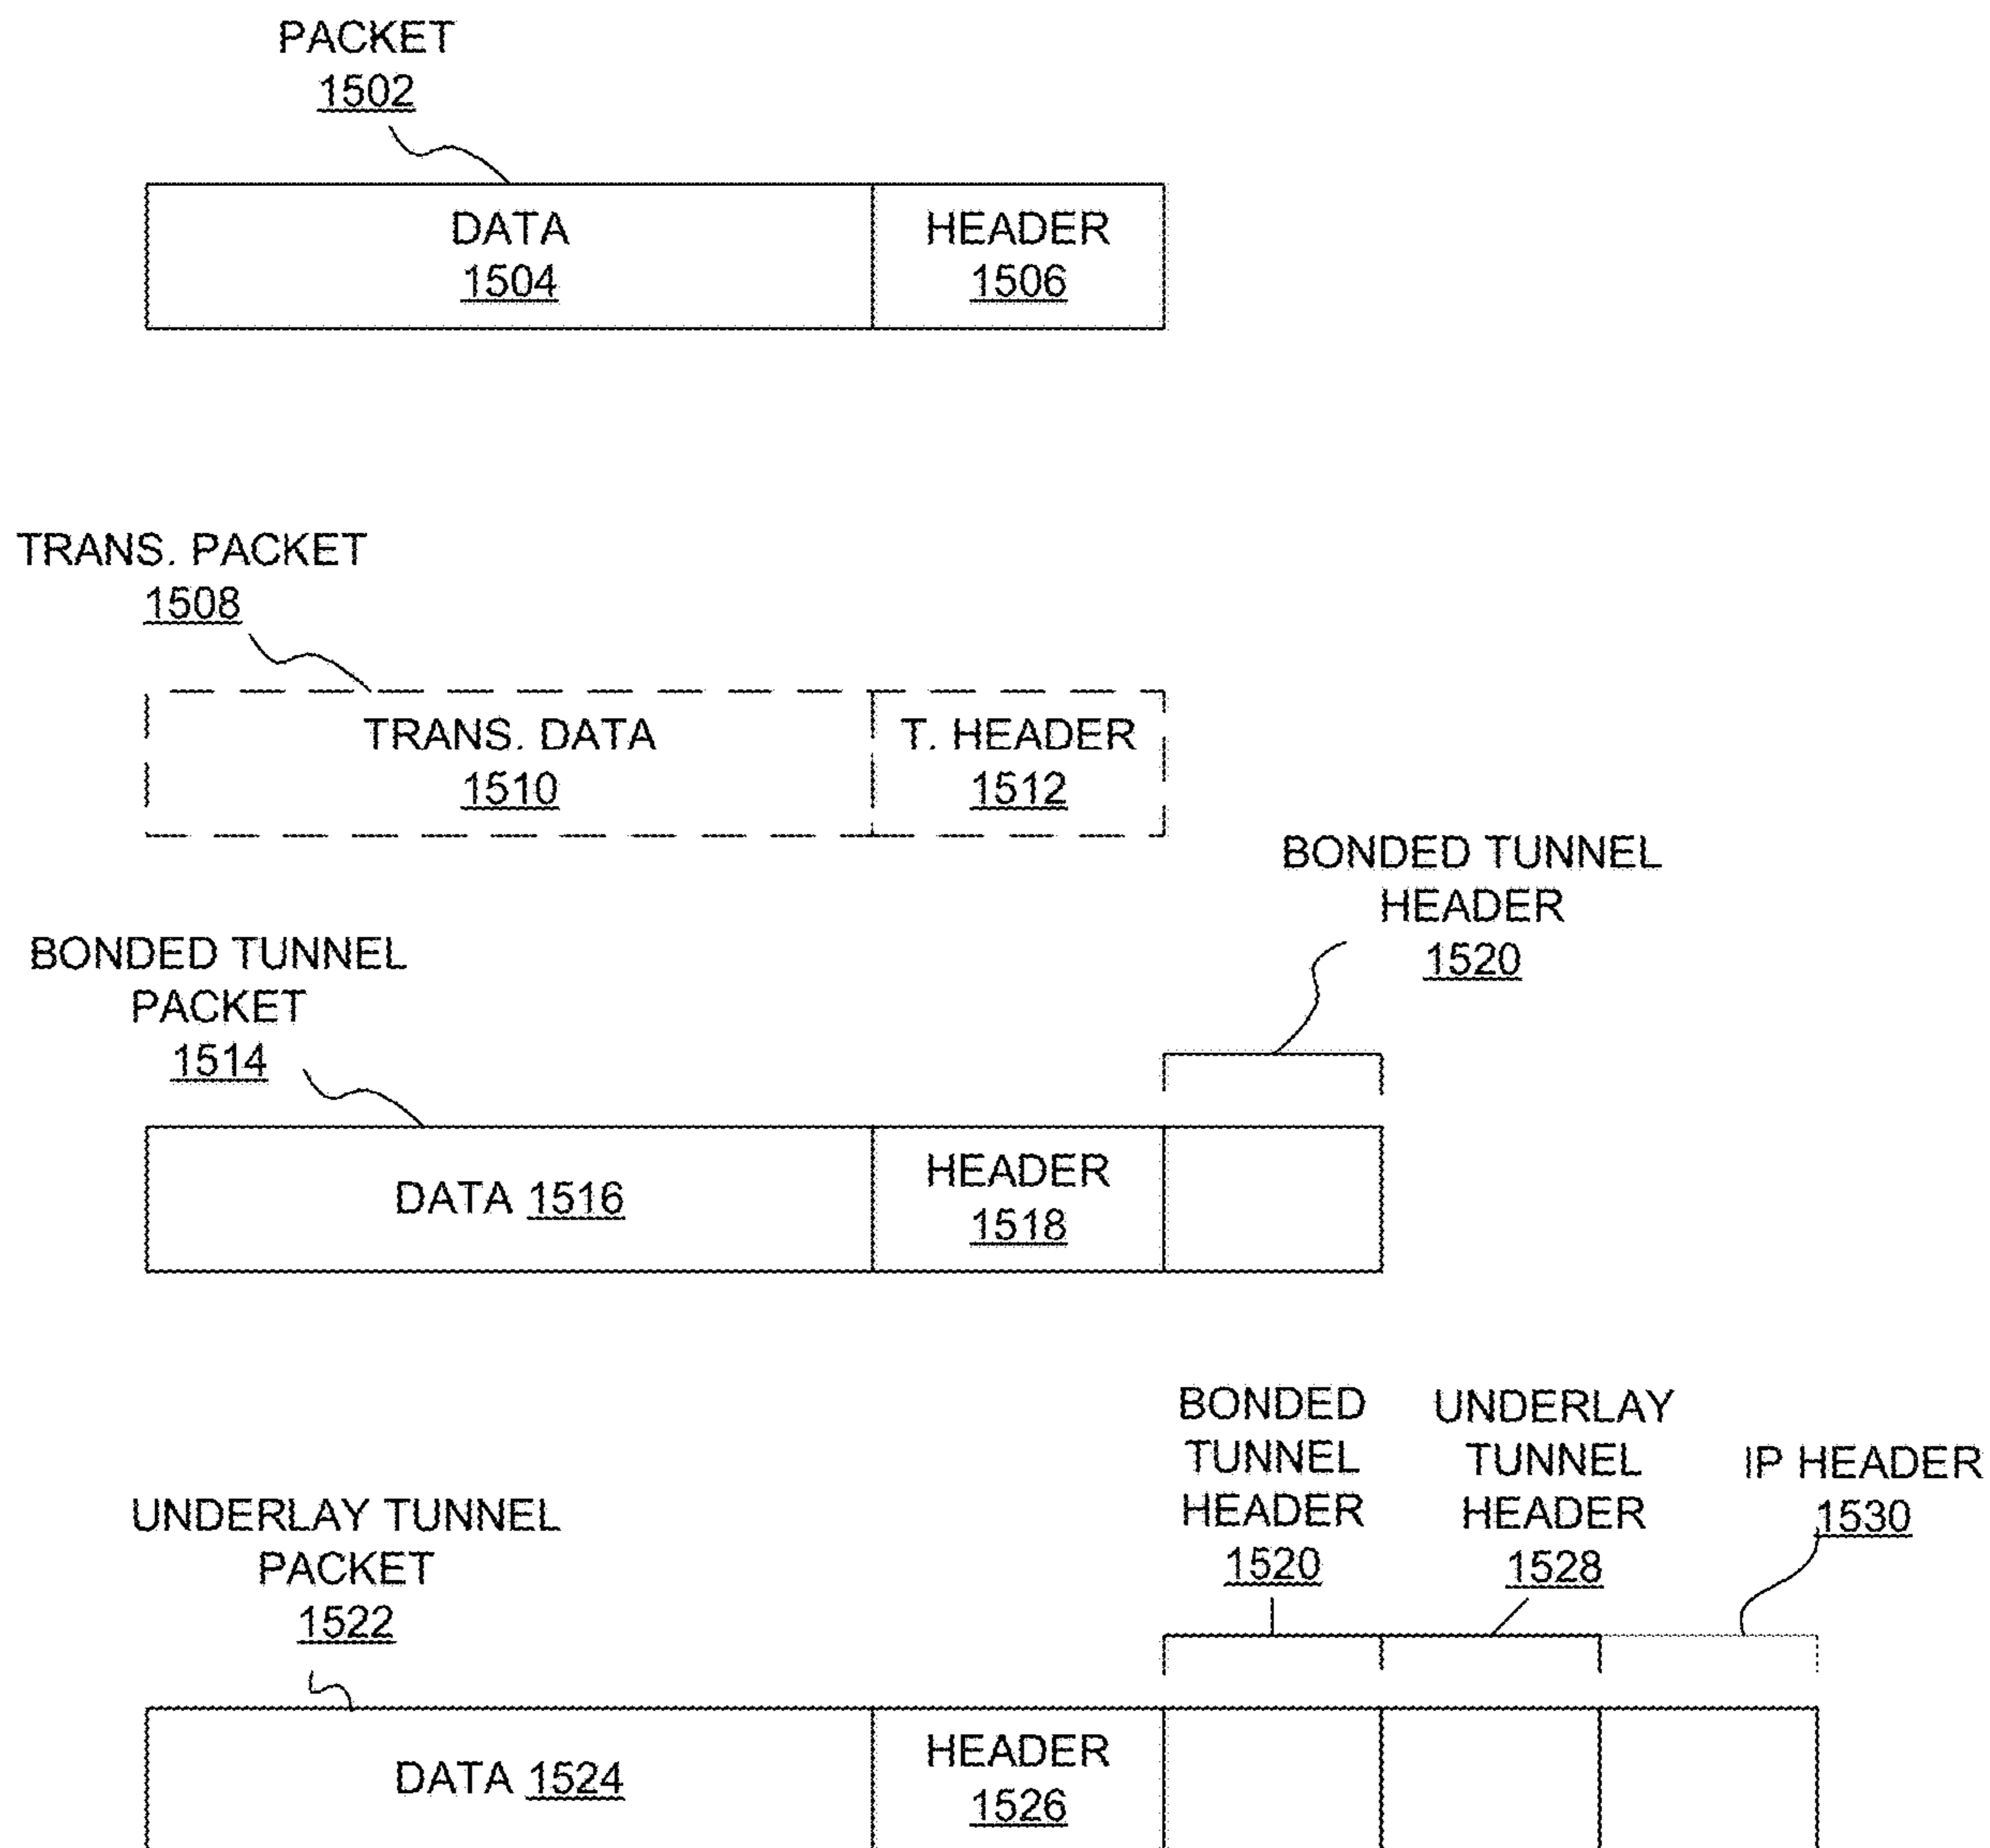 PACKET
1502
DATA
1504
HEADER
1506
TRANS. PACKET
1508
TRANS. DATA
1510
T. HEADER
1512
BONDED TUNNEL
HEADER
1520
BONDED TUNNEL
PACKET
1514
DATA 1516
HEADER
1518
BONDED
TUNNEL
HEADER
1520
UNDERLAY
TUNNEL
HEADER
1528
IP HEADER
1530
UNDERLAY TUNNEL
PACKET
1522
DATA 1524
HEADER
1526